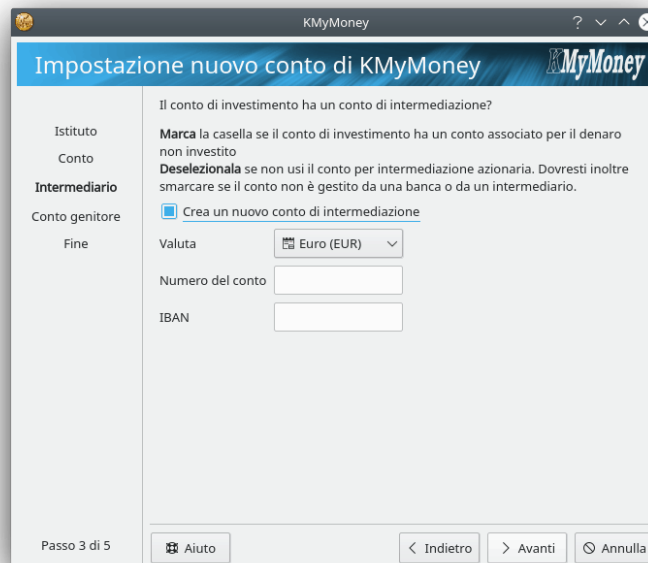 KMyMoney
Impostazione nuovo conto di KMyMoney
KMyMoney
Istituto
Conto
Intermediario
Conto genitore
Fine
Passo 3 di 5
Il conto di investimento ha un conto di intermediazione?
Marca la casella se il conto di investimento ha un conto associato per il denaro
non investito
Deselezionala se non usi il conto per intermediazione azionaria. Dovresti inoltre
smarcare se il conto non è gestito da una banca o da un intermediario.
Crea un nuovo conto di intermediazione
Valuta
Euro (EUR)
Numero del conto
IBAN
Aiuto
Indietro
Avanti
Annulla